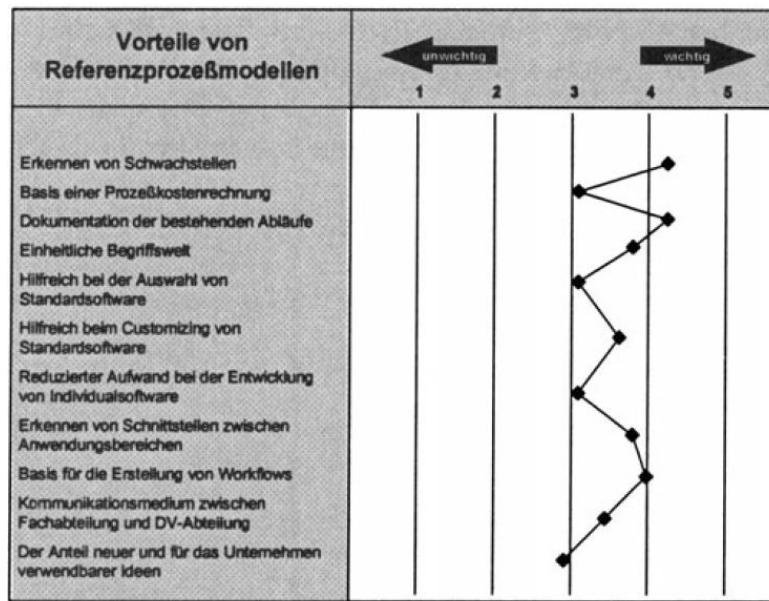 Vorteile von
Referenzprozeßmodellen
unwichtig
wichtig
1 2 3 4 5
Erkennen von Schwachstellen
Basis einer Prozeßkostenrechnung
Dokumentation der bestehenden Abläufe
Einheitliche Begriffswelt
Hilfreich bei der Auswahl von
Standardsoftware
Hilfreich beim Customizing von
Standardsoftware
Reduzierter Aufwand bei der Entwicklung
von Individualsoftware
Erkennen von Schnittstellen zwischen
Anwendungsbereichen
Basis für die Erstellung von Workflows
Kommunikationsmedium zwischen
Fachabteilung und DV-Abteilung
Der Anteil neuer und für das Unternehmen
verwendbarer Ideen